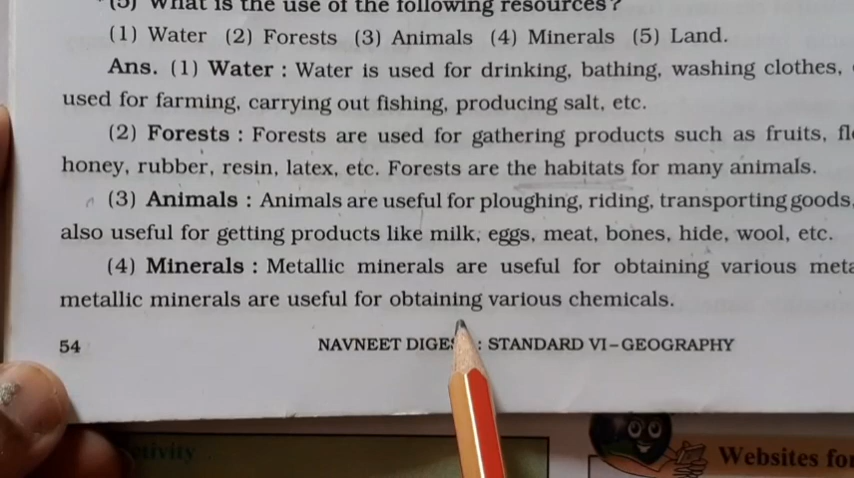 (5) What is the use of the following resources?
(1) Water (2) Forests (3) Animals (4) Minerals (5) Land.
Ans. (1) Water : Water is used for drinking, bathing, washing clothes,
used for farming, carrying out fishing, producing salt, etc.
(2) Forests : Forests are used for gathering products such as fruits,
honey, rubber, resin, latex, etc. Forests are the habitats for many animals.
(3) Animals : Animals are useful for ploughing, riding, transporting goods,
also useful for getting products like milk, eggs, meat, bones, hide, wool, etc.
(4) Minerals : Metallic minerals are useful for obtaining various
metallic minerals are useful for obtaining various chemicals.
54
NAVNEET : STANDARD VI–GEOGRAPHY
Websites